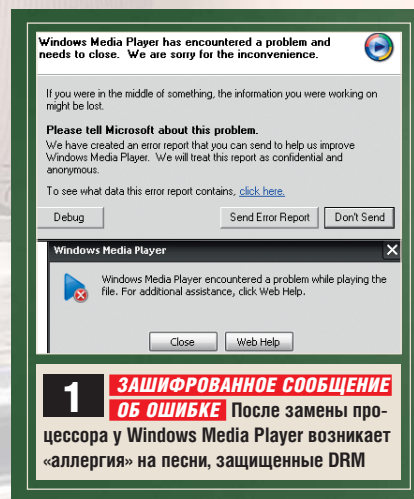 Windows Media Player has encountered a problem and
needs to close. We are sorry for the inconvenience.
If you were in the middle of something, the information you were working on
might be lost.
Please tell Microsoft about this problem.
We have created an error report that you can send to help us improve
Windows Media Player. We will treat this report as confidential and
anonymous.
To see what data this error report contains, click here.
Debug Send Error Report Don't Send
Windows Media Player
Windows Media Player encountered a problem while playing the
file. For additional assistance, click Web Help.
Close Web Help
1 ЗАШИФРОВАННОЕ СООБЩЕНИЕ
ОБ ОШИБКЕ После замены про-
цессора у Windows Media Player возникает
«аллергия» на песни, защищенные DRM